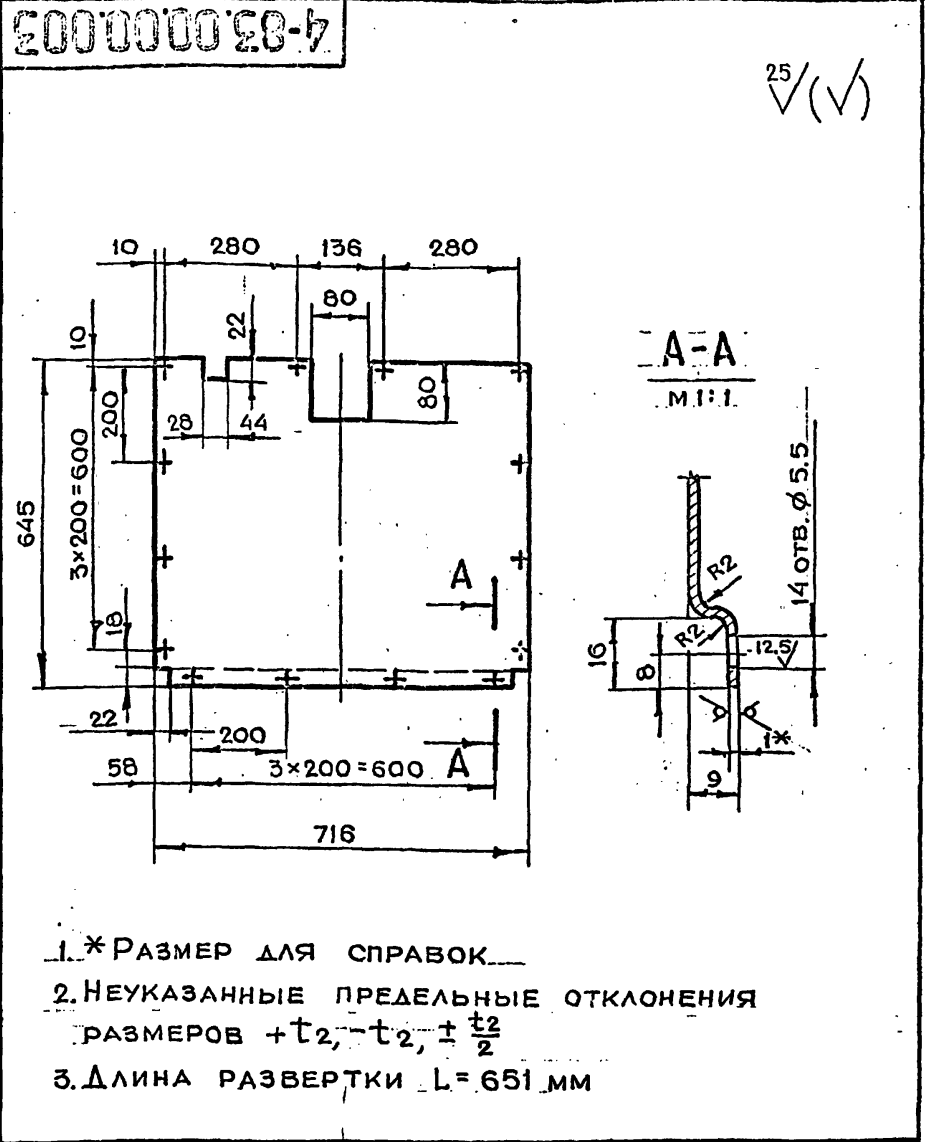 4-83.00.00.003
25
10 280 136 280
80
22
10
200
28 44
80
3×200=600
645
18
А
22
200
58
3×200=600
А
716
А-А
М 1:1
14 отв. ϕ 5.5
R2
R2
16
8
12.5
1*
9
1. * Размер для справок
2. Неуказанные предельные отклонения
размеров +t2, -t2, ± t2/2
3. Длина развертки L= 651 мм